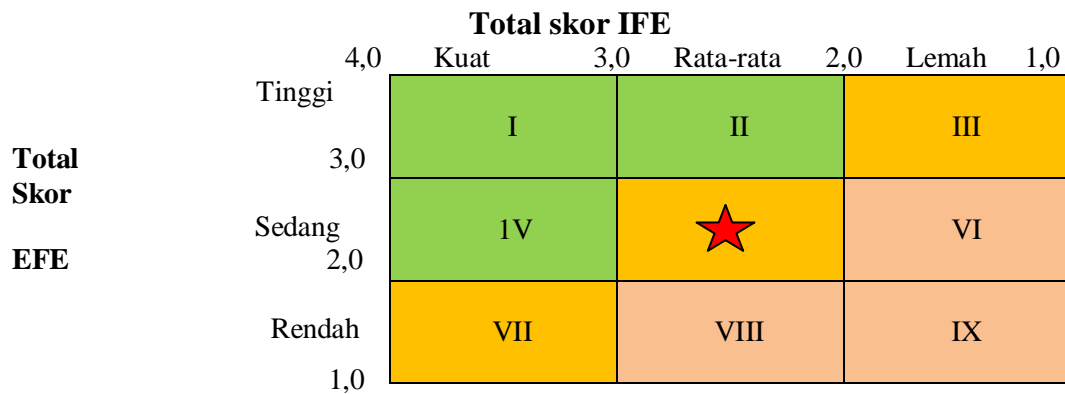 Total skor IFE
4,0 Kuat 3,0 Rata-rata 2,0 Lemah 1,0
Tinggi
I II III
Total
Skor
EFE
3,0
Sedang
1V VI
2,0
Rendah
VII VIII IX
1,0